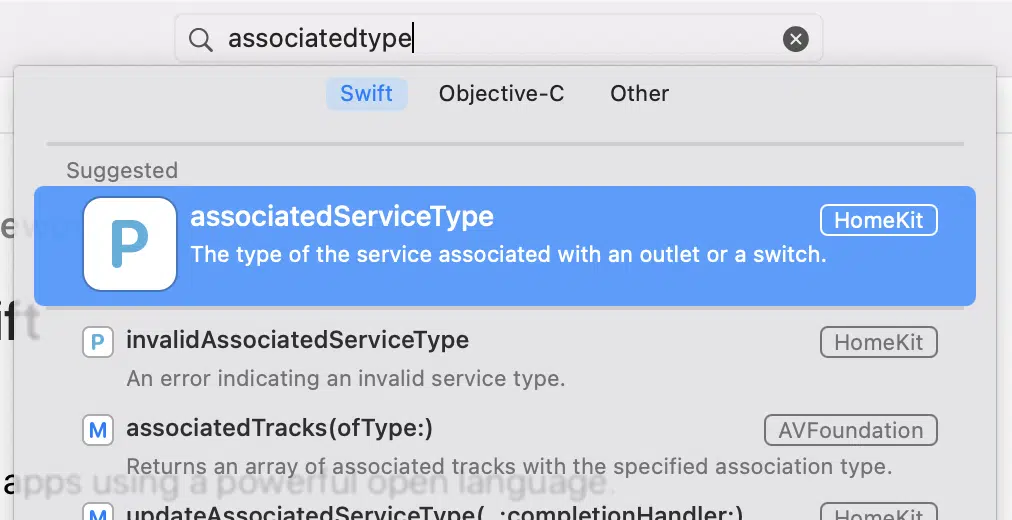 associatedtype
Swift Objective-C Other
Suggested
P associatedServiceType HomeKit
The type of the service associated with an outlet or a switch.
ift
P invalidAssociatedServiceType HomeKit
An error indicating an invalid service type.
M associatedTracks(ofType:) AVFoundation
Returns an array of associated tracks with the specified association type.
apps using a powerful open language.
M updateAssociatedServiceType(_:completionHandler:) HomeKit